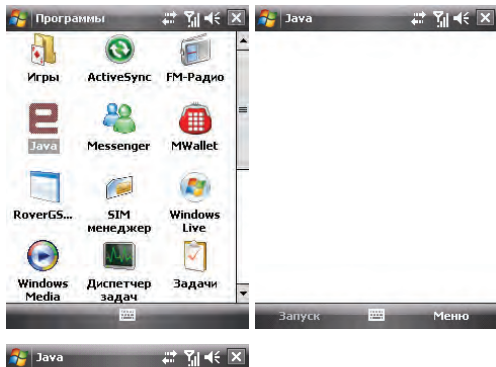 Программы
Игры
ActiveSync
FM-Радио
Java
Messenger
MWallet
RoverGS...
SIM
менеджер
Windows
Live
Windows
Media
Диспетчер
задач
Задачи
Java
Запуск
Меню
Java